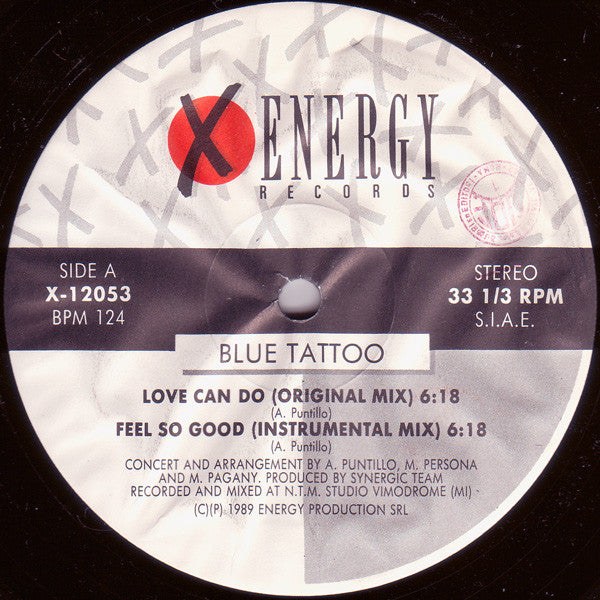 X ENERGY
RECORDS
SIDE A
X-12053
BPM 124
STEREO
33 1/3 RPM
S.I.A.E.
BLUE TATTOO
LOVE CAN DO (ORIGINAL MIX) 6:18
(A. Puntillo)
FEEL SO GOOD (INSTRUMENTAL MIX) 6:18
(A. Puntillo)
CONCERT AND ARRANGEMENT BY A. PUNTILLO, M. PERSONA
AND M. PAGANY. PRODUCED BY SYNERGIC TEAM
RECORDED AND MIXED AT N.T.M. STUDIO VIMODROME (MI)
(C)(P) 1989 ENERGY PRODUCTION SRL